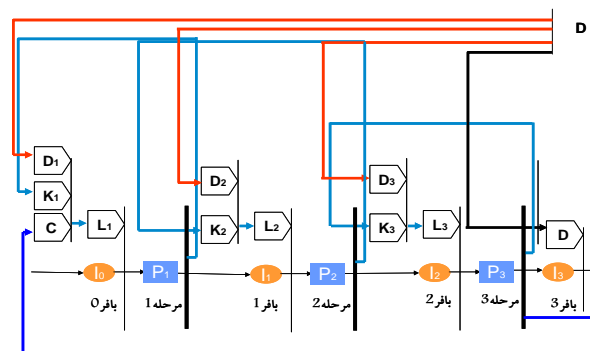 D
D1
D2
D3
K1
C
L1
K2
L2
K3
L3
D
I0
P1
I1
P2
I2
P3
I3
بافر0
مرحله1
بافر1
مرحله2
بافر2
مرحله3
بافر3